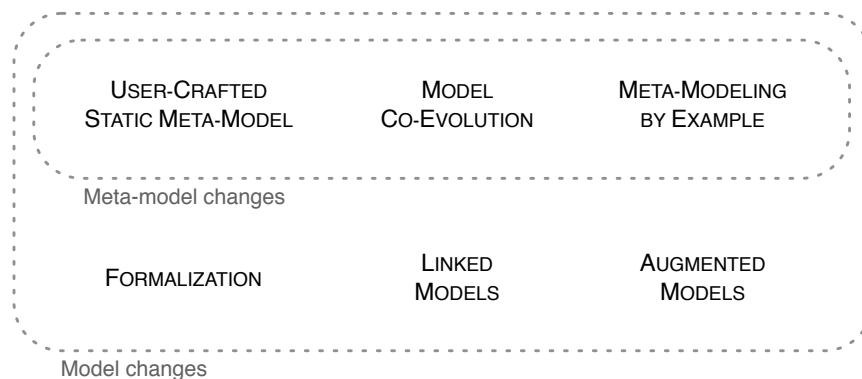 USER-CRAFTED
STATIC META-MODEL
MODEL
CO-EVOLUTION
META-MODELING
BY EXAMPLE
Meta-model changes
FORMALIZATION
LINKED
MODELS
AUGMENTED
MODELS
Model changes